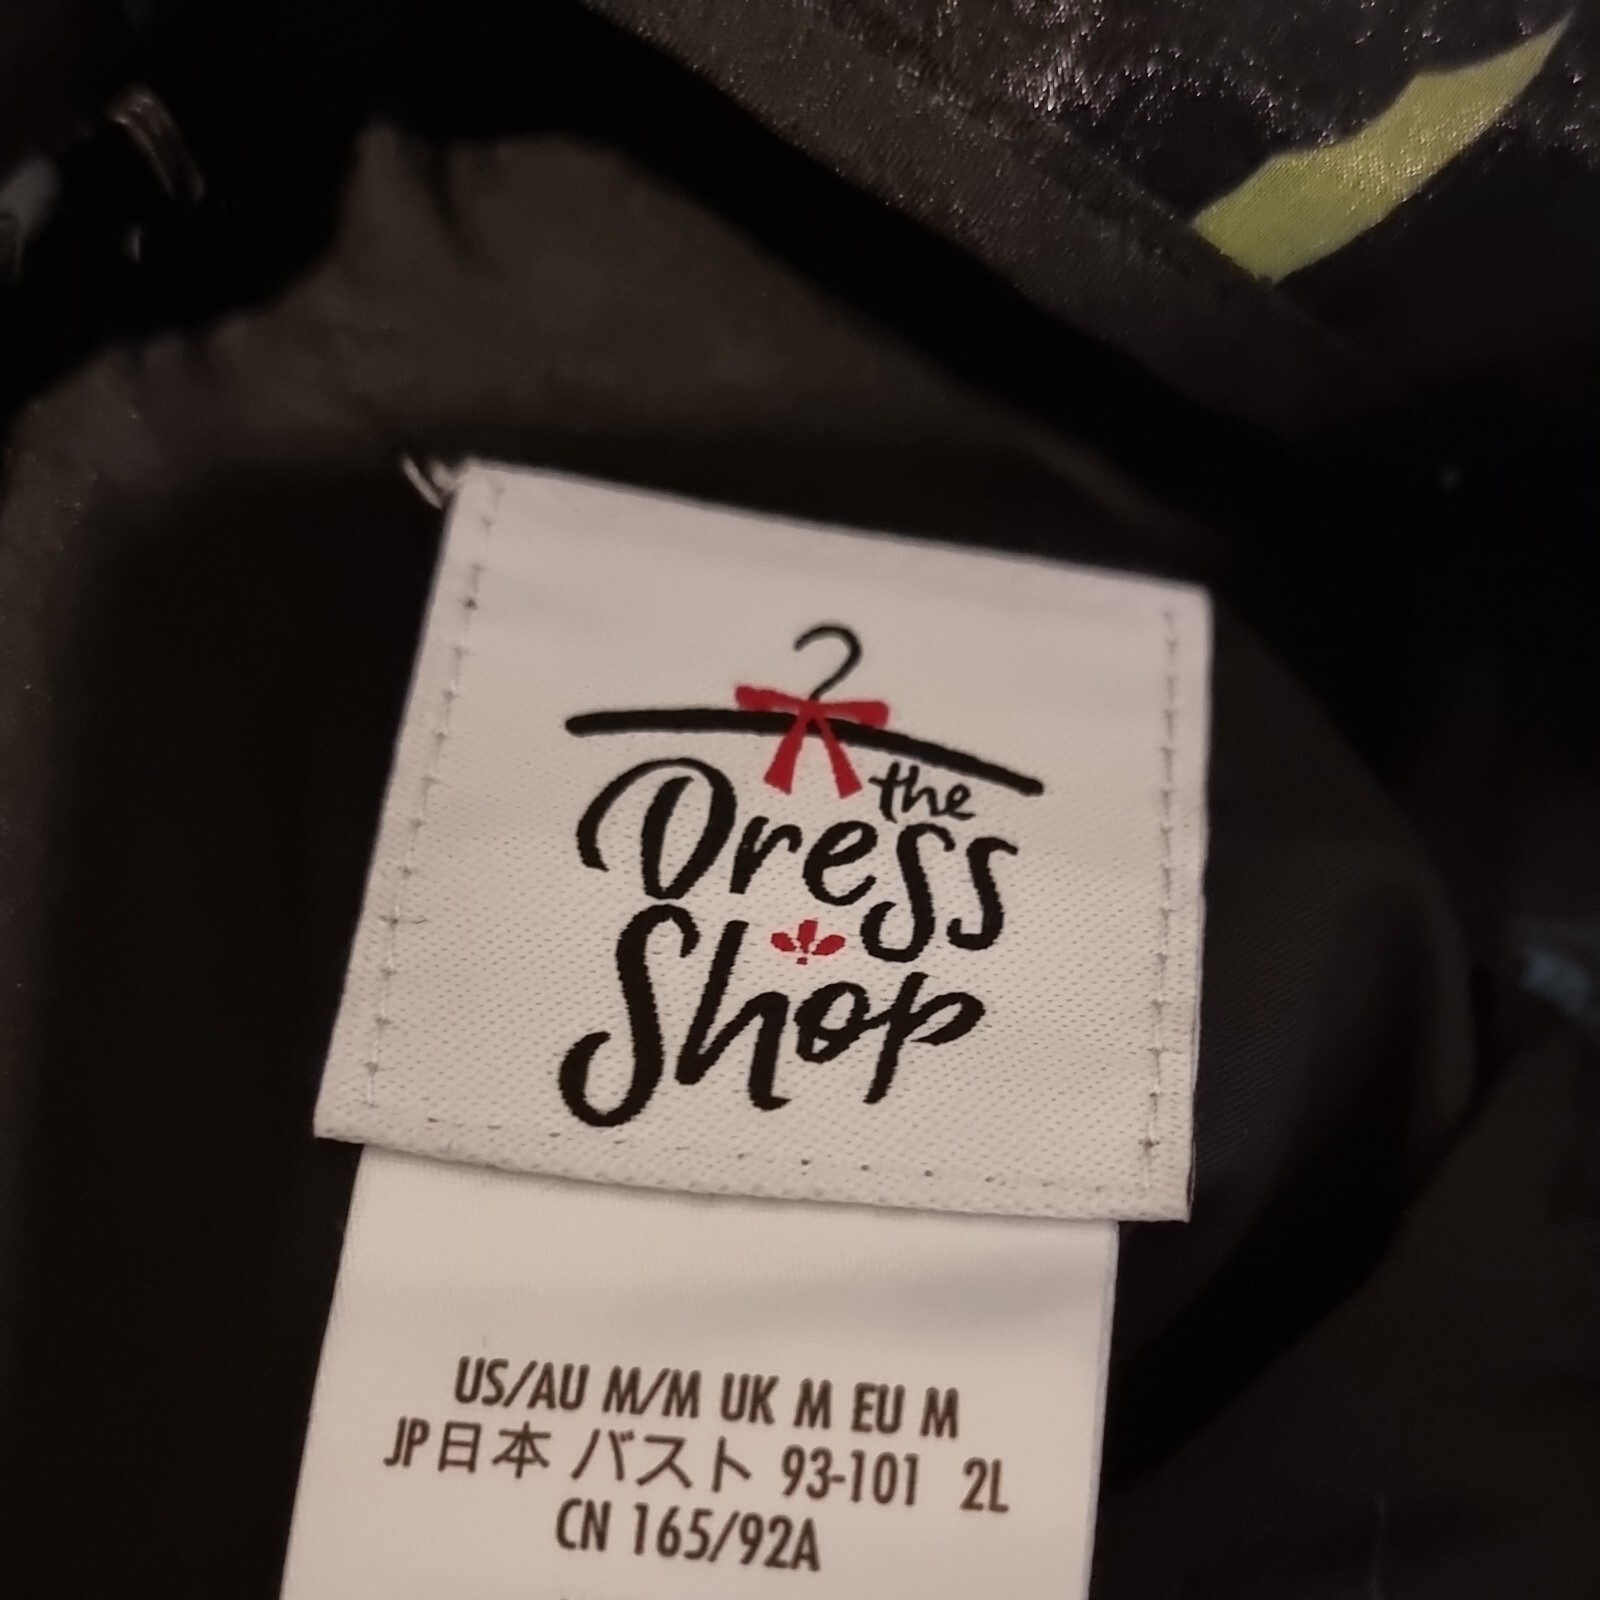 the
Dress
Shop
US/AU M/M UK M EU M
JP日本 バスト 93-101 2L
CN 165/92A